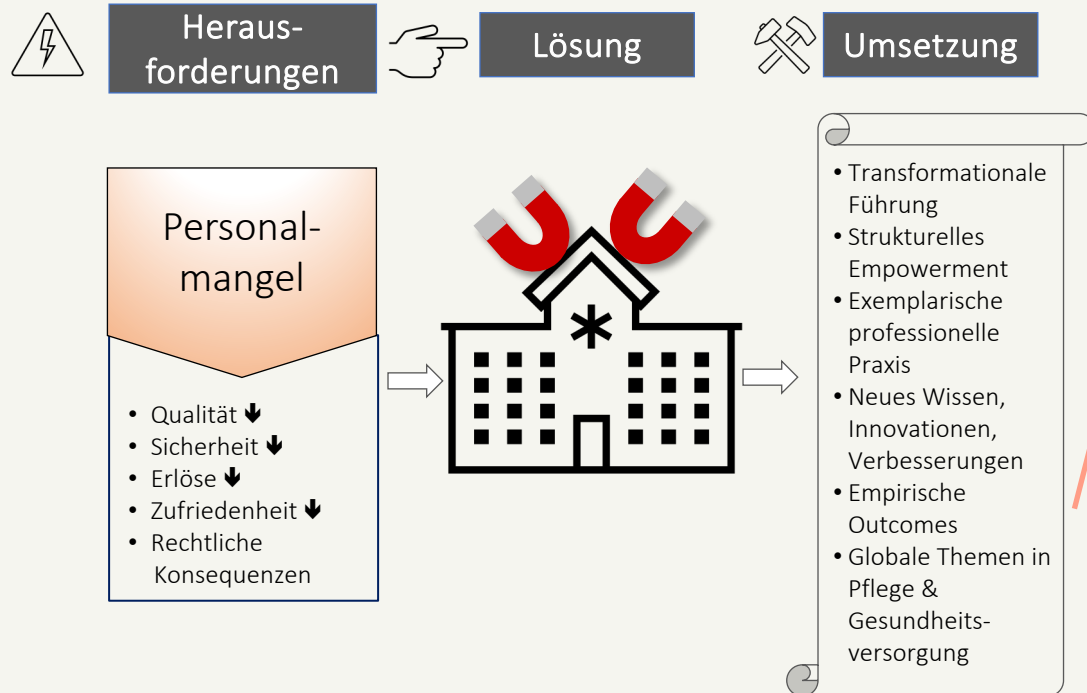 Heraus-
forderungen
Lösung
Umsetzung
Personal-
mangel
• Qualität 🡻
• Sicherheit 🡻
• Erlöse 🡻
• Zufriedenheit 🡻
• Rechtliche
Konsequenzen
• Transformationale
Führung
• Strukturelles
Empowerment
• Exemplarische
professionelle
Praxis
• Neues Wissen,
Innovationen,
Verbesserungen
• Empirische
Outcomes
• Globale Themen in
Pflege &
Gesundheits-
versorgung